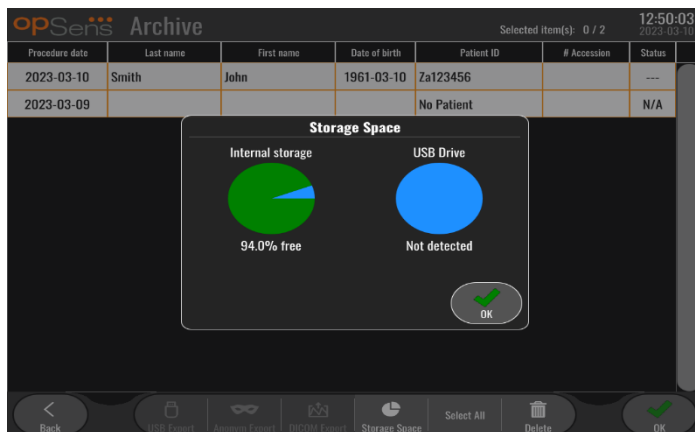 opSens Archive Selected item(s): 0 / 2 12:50:03
2023-03-10
Procedure date Last name First name Date of birth Patient ID # Accession Status
2023-03-10 Smith John 1961-03-10 Za123456 ---
2023-03-09 No Patient N/A
Storage Space
Internal storage USB Drive
94.0% free Not detected
OK
Back USB Export Anonym Export DICOM Export Storage Space Select All Delete OK